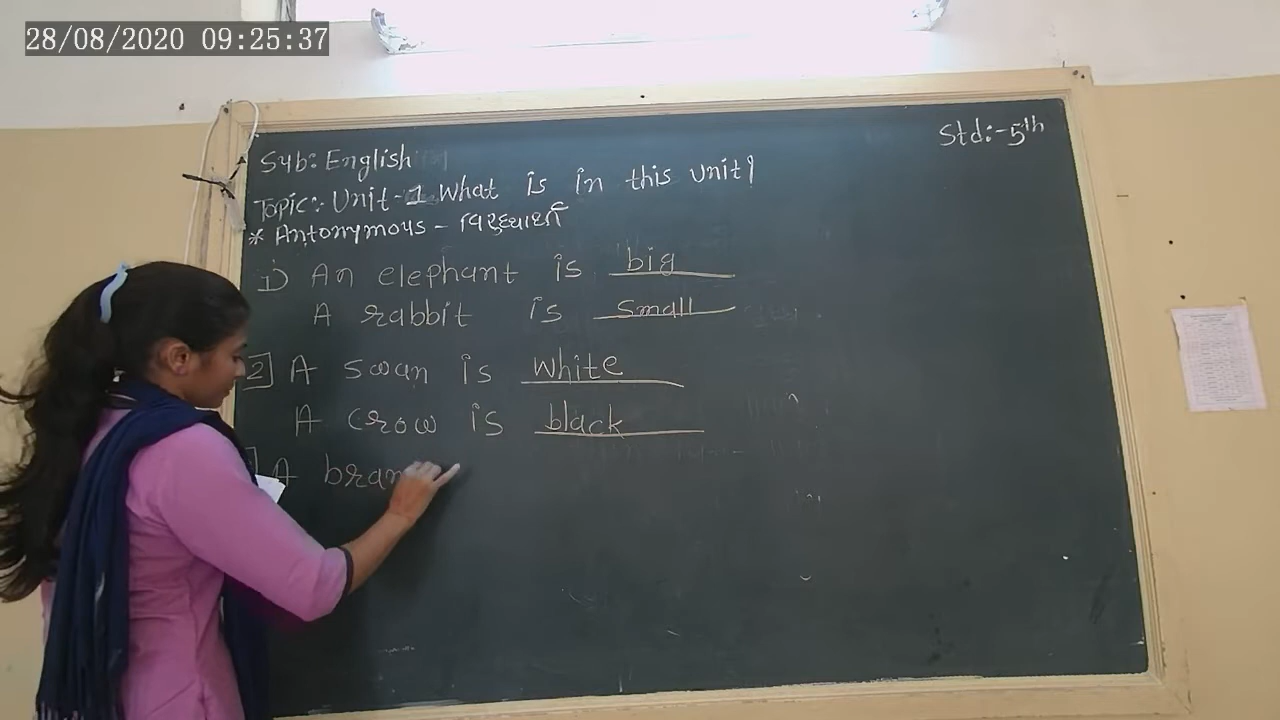 28/08/2020 09:25:37
Std:-5th
Sub: English
Topic: Unit-1 What is in this unit?
* Antonymous - વિરુદ્ધાર્થી
1) An elephant is big
A rabbit is small
2] A swan is white
A crow is black
] A bran